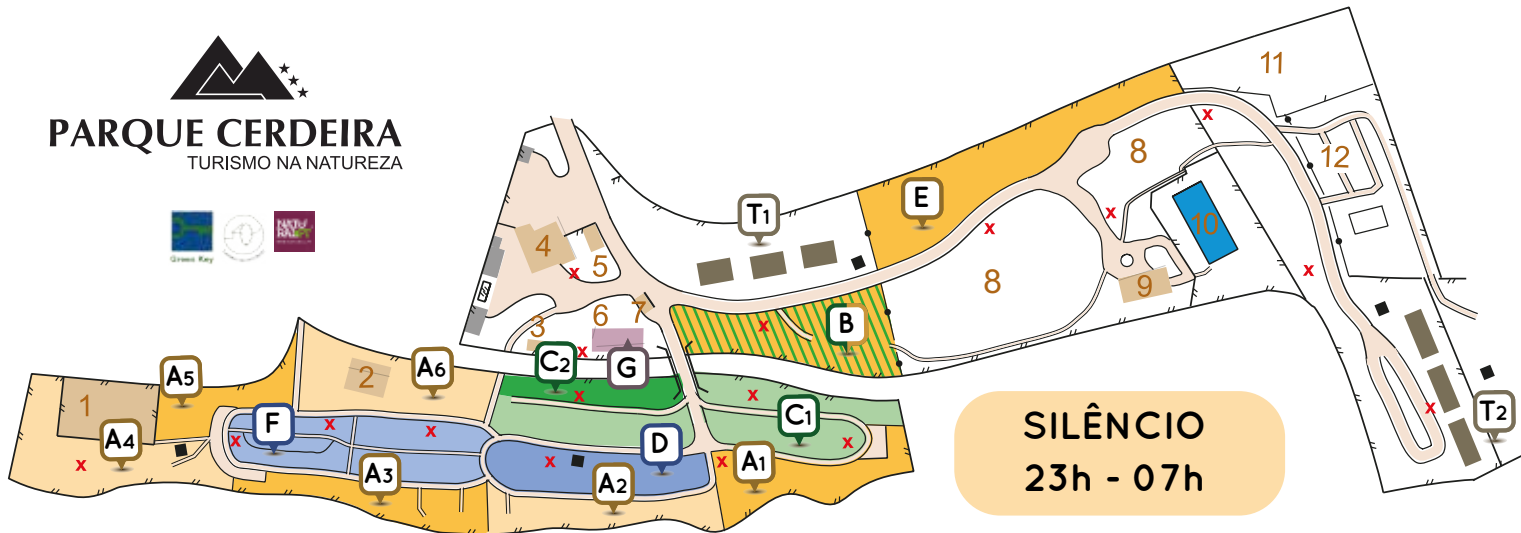 PARQUE CERDEIRA
TURISMO NA NATUREZA
Green Key
11
8
12
T1
E
10
4
5
8
9
6
7
3
B
C2
G
A5
2
A6
1
A4
F
D
C1
A3
A2
A1
T2
SILÊNCIO
23h - 07h